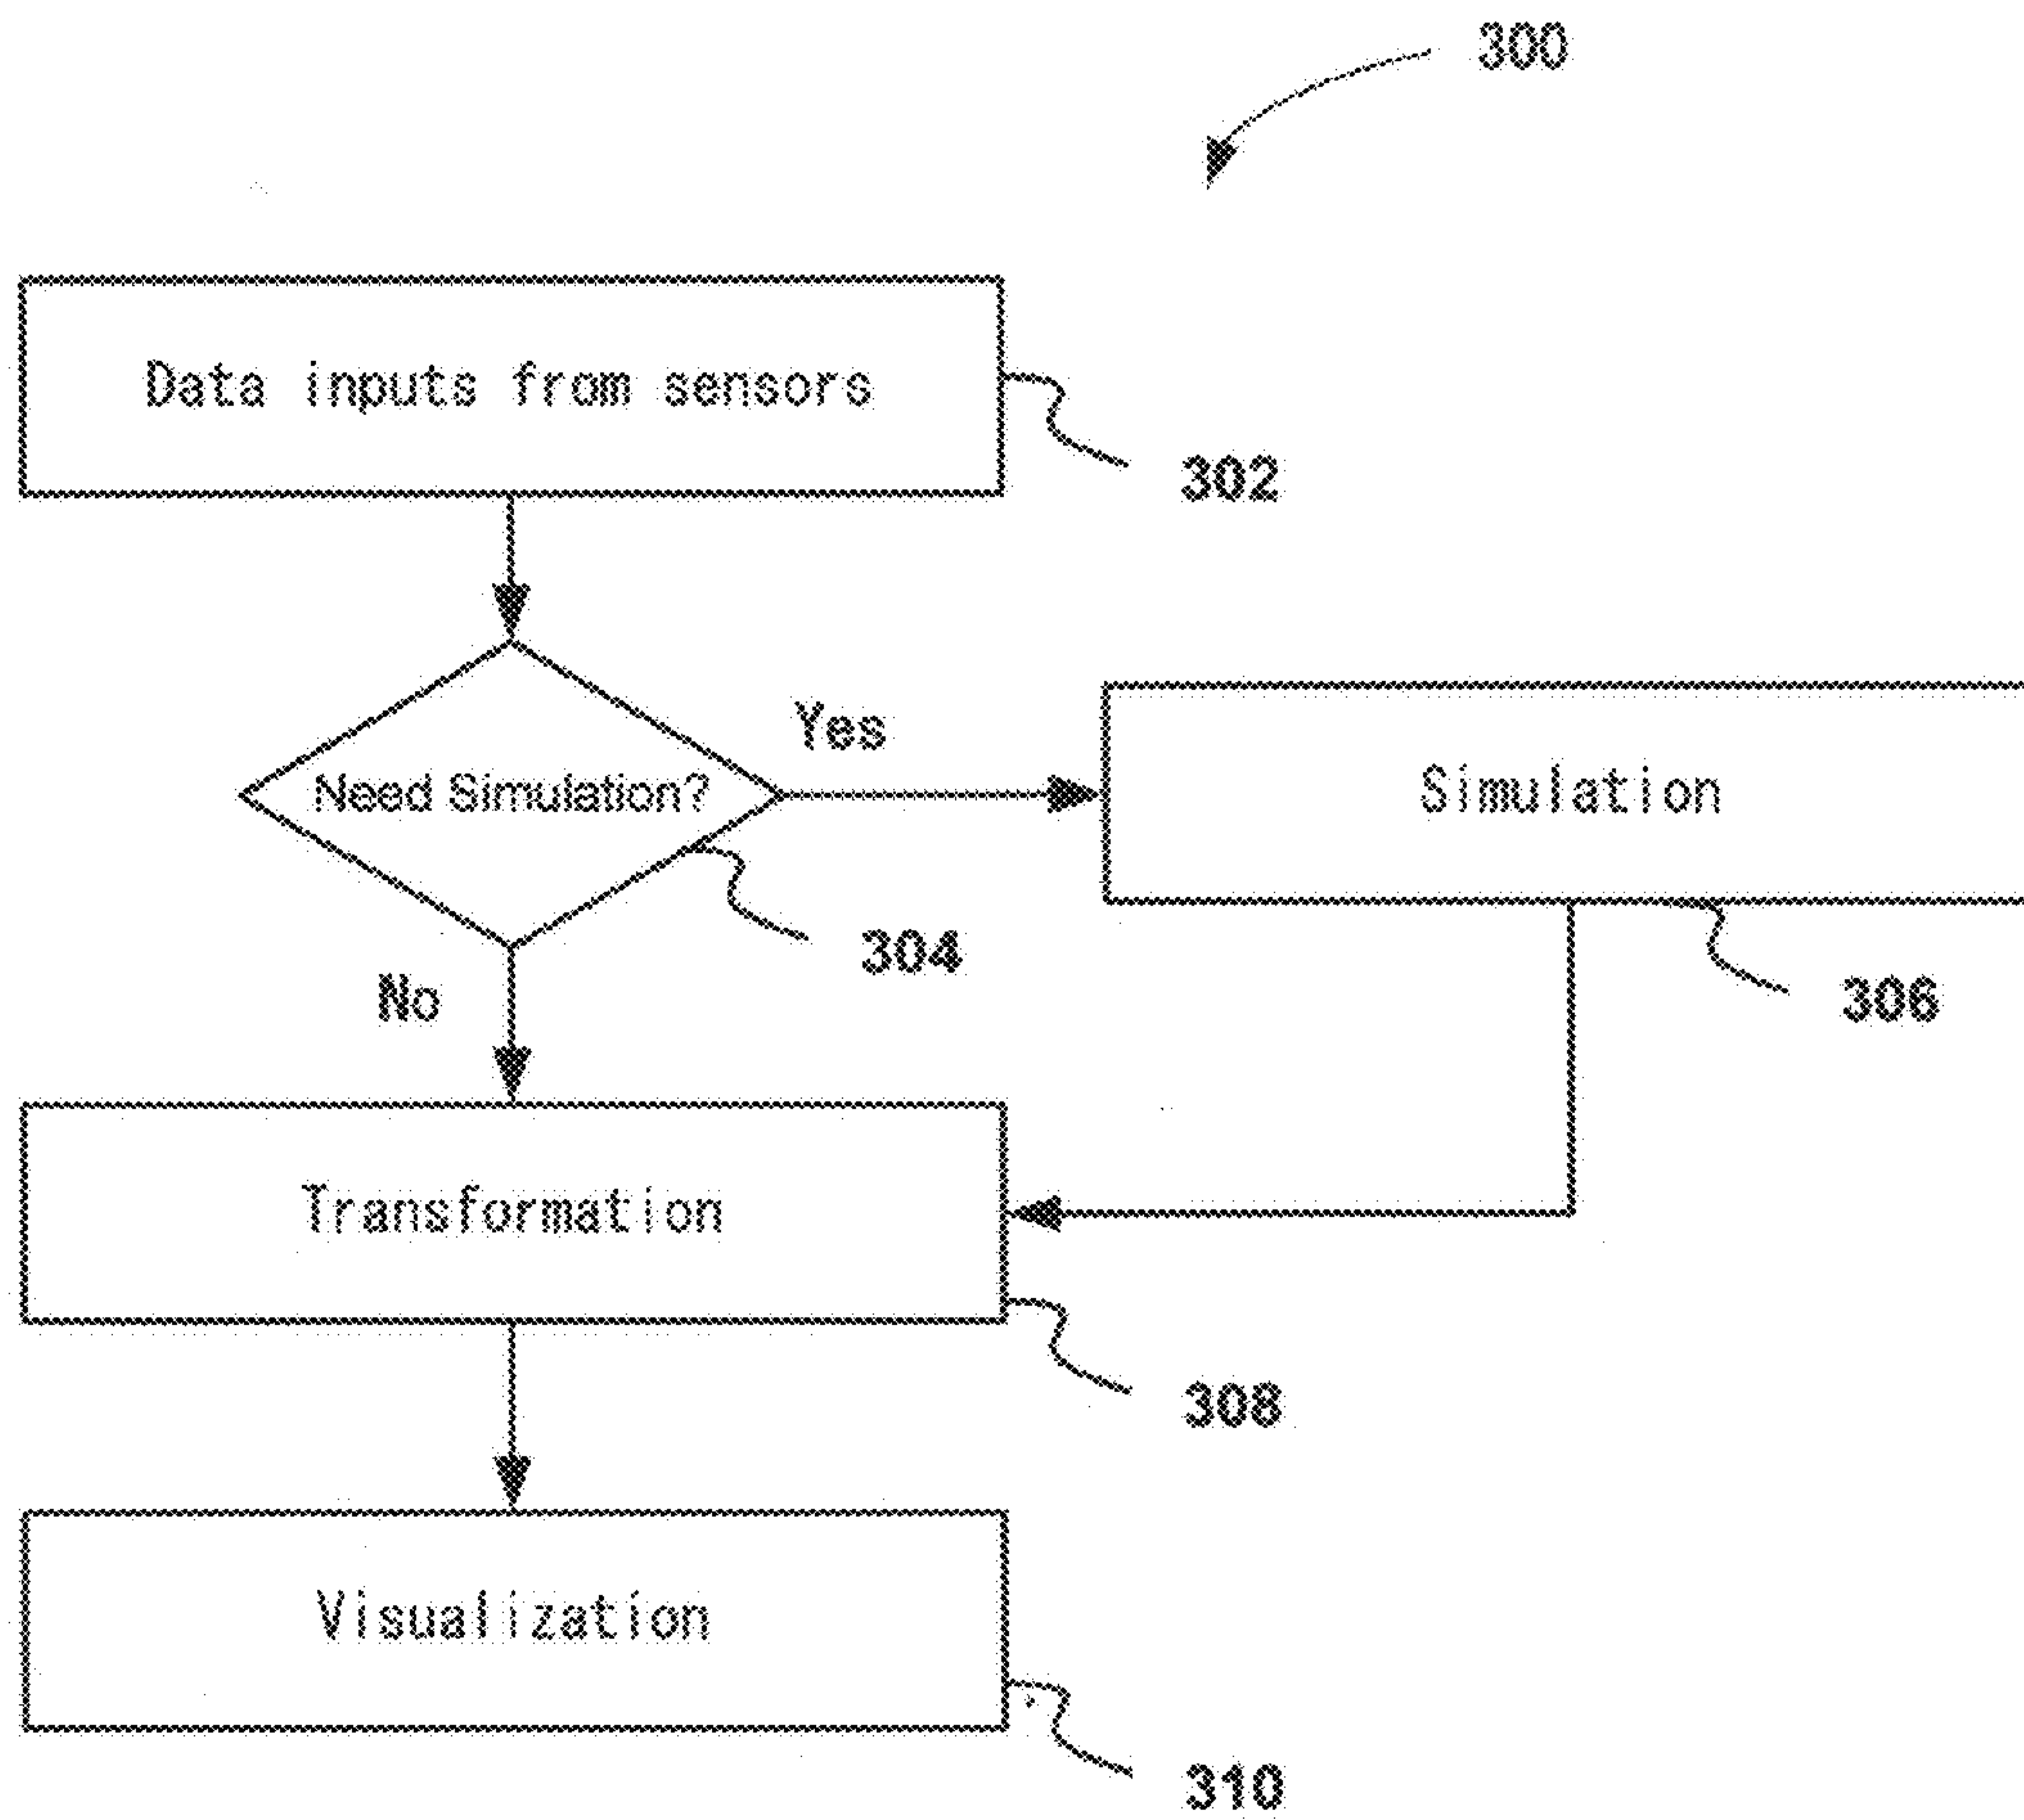 300
Data inputs from sensors
302
Yes
Need Simulation?
Simulation
304
No
306
Transformation
308
Visualization
310